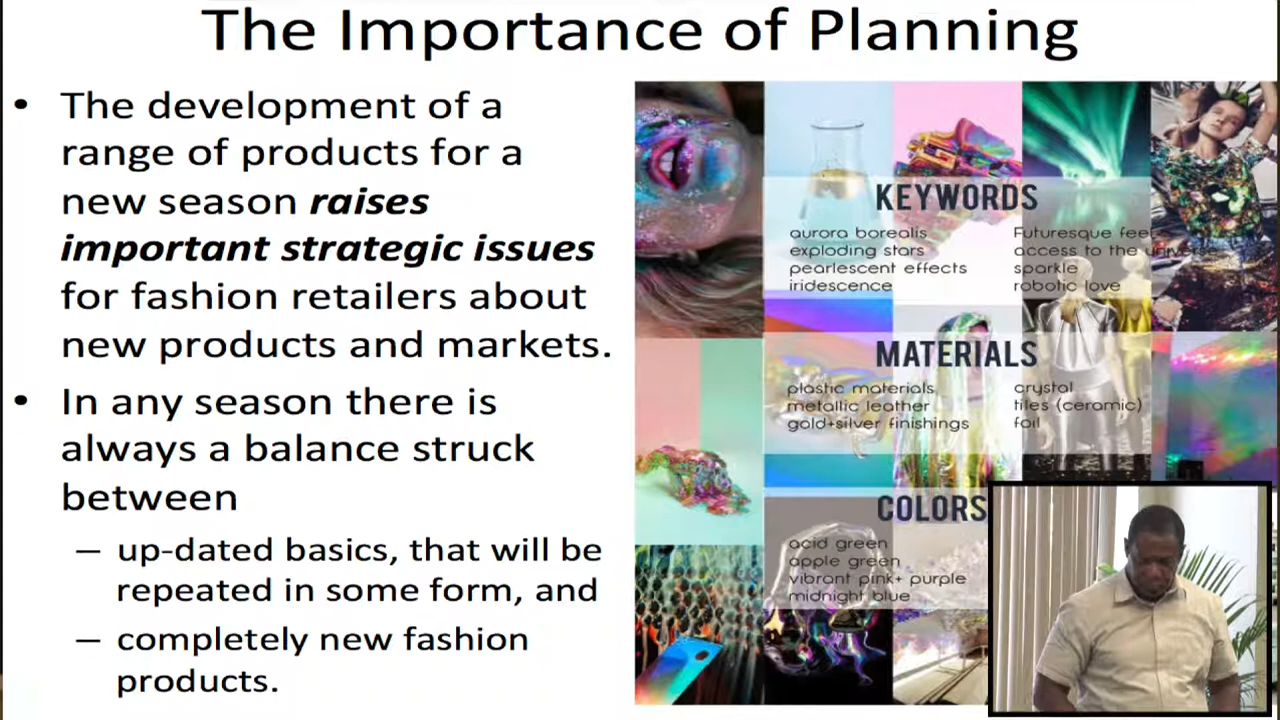 The Importance of Planning
• The development of a
range of products for a
new season raises
important strategic issues
for fashion retailers about
new products and markets.
• In any season there is
always a balance struck
between
– up-dated basics, that will be
repeated in some form, and
– completely new fashion
products.
KEYWORDS
aurora borealis
exploding stars
pearlescent effects
iridescence
Futuresque feel
access to the universe
sparkle
robotic love
MATERIALS
plastic materials
metallic leather
gold+silver finishings
crystal
tiles (ceramic)
foil
COLORS
acid green
apple green
vibrant pink+ purple
midnight blue